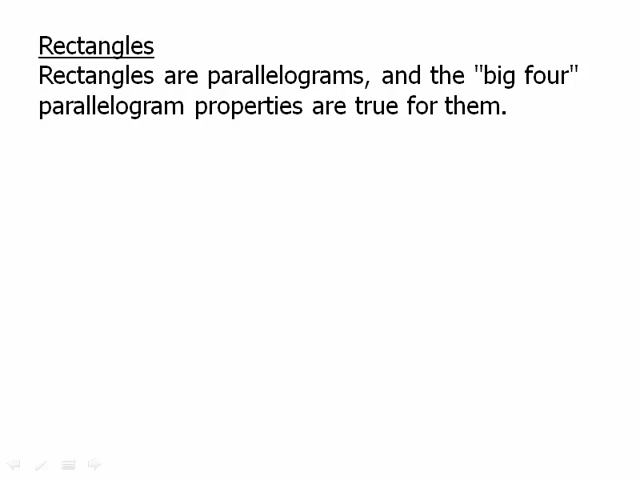 Rectangles
Rectangles are parallelograms, and the "big four"
parallelogram properties are true for them.